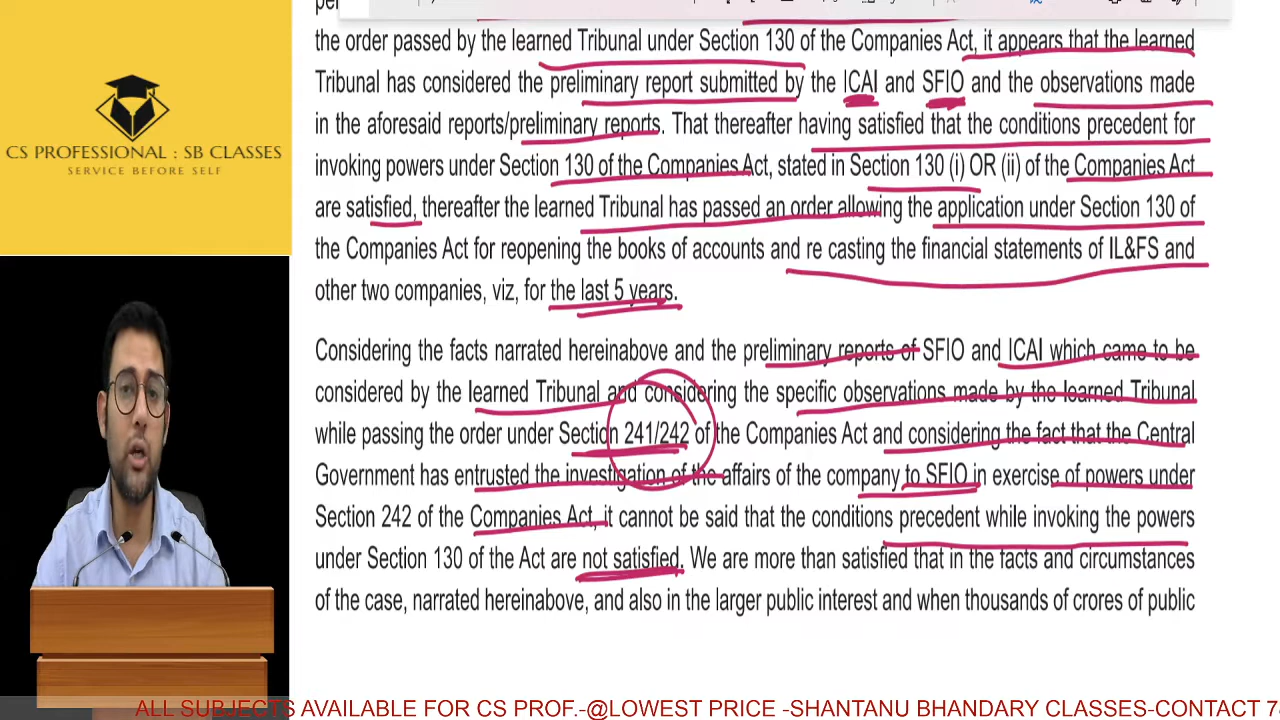 the order passed by the learned Tribunal under Section 130 of the Companies Act, it appears that the learned
Tribunal has considered the preliminary report submitted by the ICAI and SFIO and the observations made
in the aforesaid reports/preliminary reports. That thereafter having satisfied that the conditions precedent for
invoking powers under Section 130 of the Companies Act, stated in Section 130 (i) OR (ii) of the Companies Act
are satisfied, thereafter the learned Tribunal has passed an order allowing the application under Section 130 of
the Companies Act for reopening the books of accounts and re casting the financial statements of IL&FS and
other two companies, viz, for the last 5 years.
Considering the facts narrated hereinabove and the preliminary reports of SFIO and ICAI which came to be
considered by the learned Tribunal and considering the specific observations made by the learned Tribunal
while passing the order under Section 241/242 of the Companies Act and considering the fact that the Central
Government has entrusted the investigation of the affairs of the company to SFIO in exercise of powers under
Section 242 of the Companies Act, it cannot be said that the conditions precedent while invoking the powers
under Section 130 of the Act are not satisfied. We are more than satisfied that in the facts and circumstances
of the case, narrated hereinabove, and also in the larger public interest and when thousands of crores of public
CS PROFESSIONAL : SB CLASSES
SERVICE BEFORE SELF
ALL SUBJECTS AVAILABLE FOR CS PROF.-@LOWEST PRICE -SHANTANU BHANDARY CLASSES-CONTACT